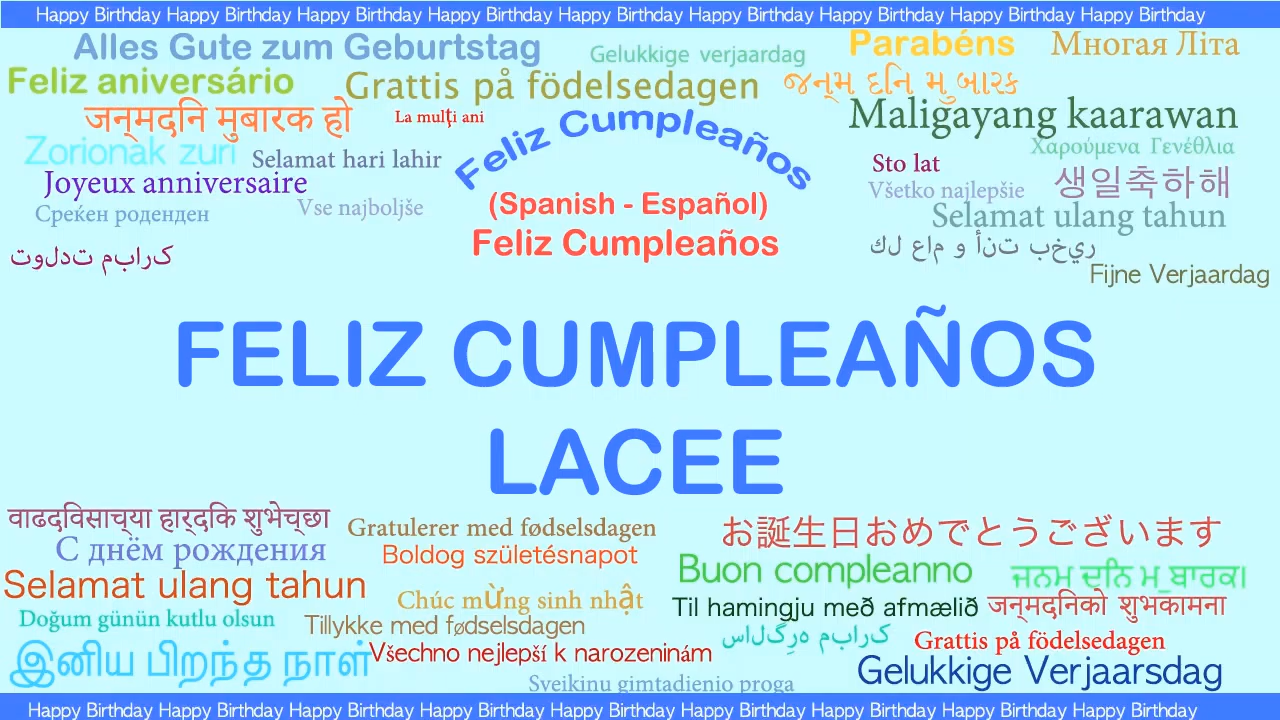 Happy Birthday Happy Birthday Happy Birthday Happy Birthday Happy Birthday Happy Birthday Happy Birthday Happy Birthday Happy Birthday
Alles Gute zum Geburtstag
Gelukkige verjaardag
Parabéns
Многая Літа
Feliz aniversário
Grattis på födelsedagen
જન્મ દિન મુબારક
जन्मदिन मुबारक हो
La mulţi ani
Feliz Cumpleaños
Maligayang kaarawan
Zorionak zuri
Selamat hari lahir
Χαρούμενα Γενέθλια
Sto lat
Joyeux anniversaire
Všetko najlepšie
생일축하해
Среќен роденден
Vse najboljše
(Spanish - Español)
Selamat ulang tahun
Feliz Cumpleaños
تولدت مبارک
كل عام و أنت بخير
Fijne Verjaardag
FELIZ CUMPLEAÑOS
LACEE
वाढदिवसाच्या हार्दिक शुभेच्छा
Gratulerer med fødselsdagen
お誕生日おめでとうございます
С днём рождения
Boldog születésnapot
Buon compleanno
ਜਨਮ ਦਿਨ ਮੁਬਾਰਕ।
Selamat ulang tahun
Chúc mừng sinh nhật
Til hamingju með afmælið
जन्मदिनको शुभकामना
Doğum günün kutlu olsun
Tillykke med fødselsdagen
سالگرہ مبارک
Grattis på födelsedagen
இனிய பிறந்த நாள்
Všechno nejlepší k narozeninám
Gelukkige Verjaarsdag
Sveikinu gimtadienio proga
Happy Birthday Happy Birthday Happy Birthday Happy Birthday Happy Birthday Happy Birthday Happy Birthday Happy Birthday Happy Birthday